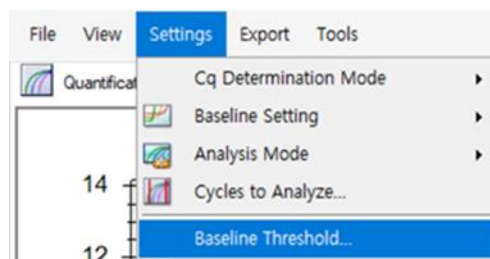 File View Settings Export Tools
Quantificat
Cq Determination Mode
Baseline Setting
Analysis Mode
Cycles to Analyze...
Baseline Threshold...
14
12